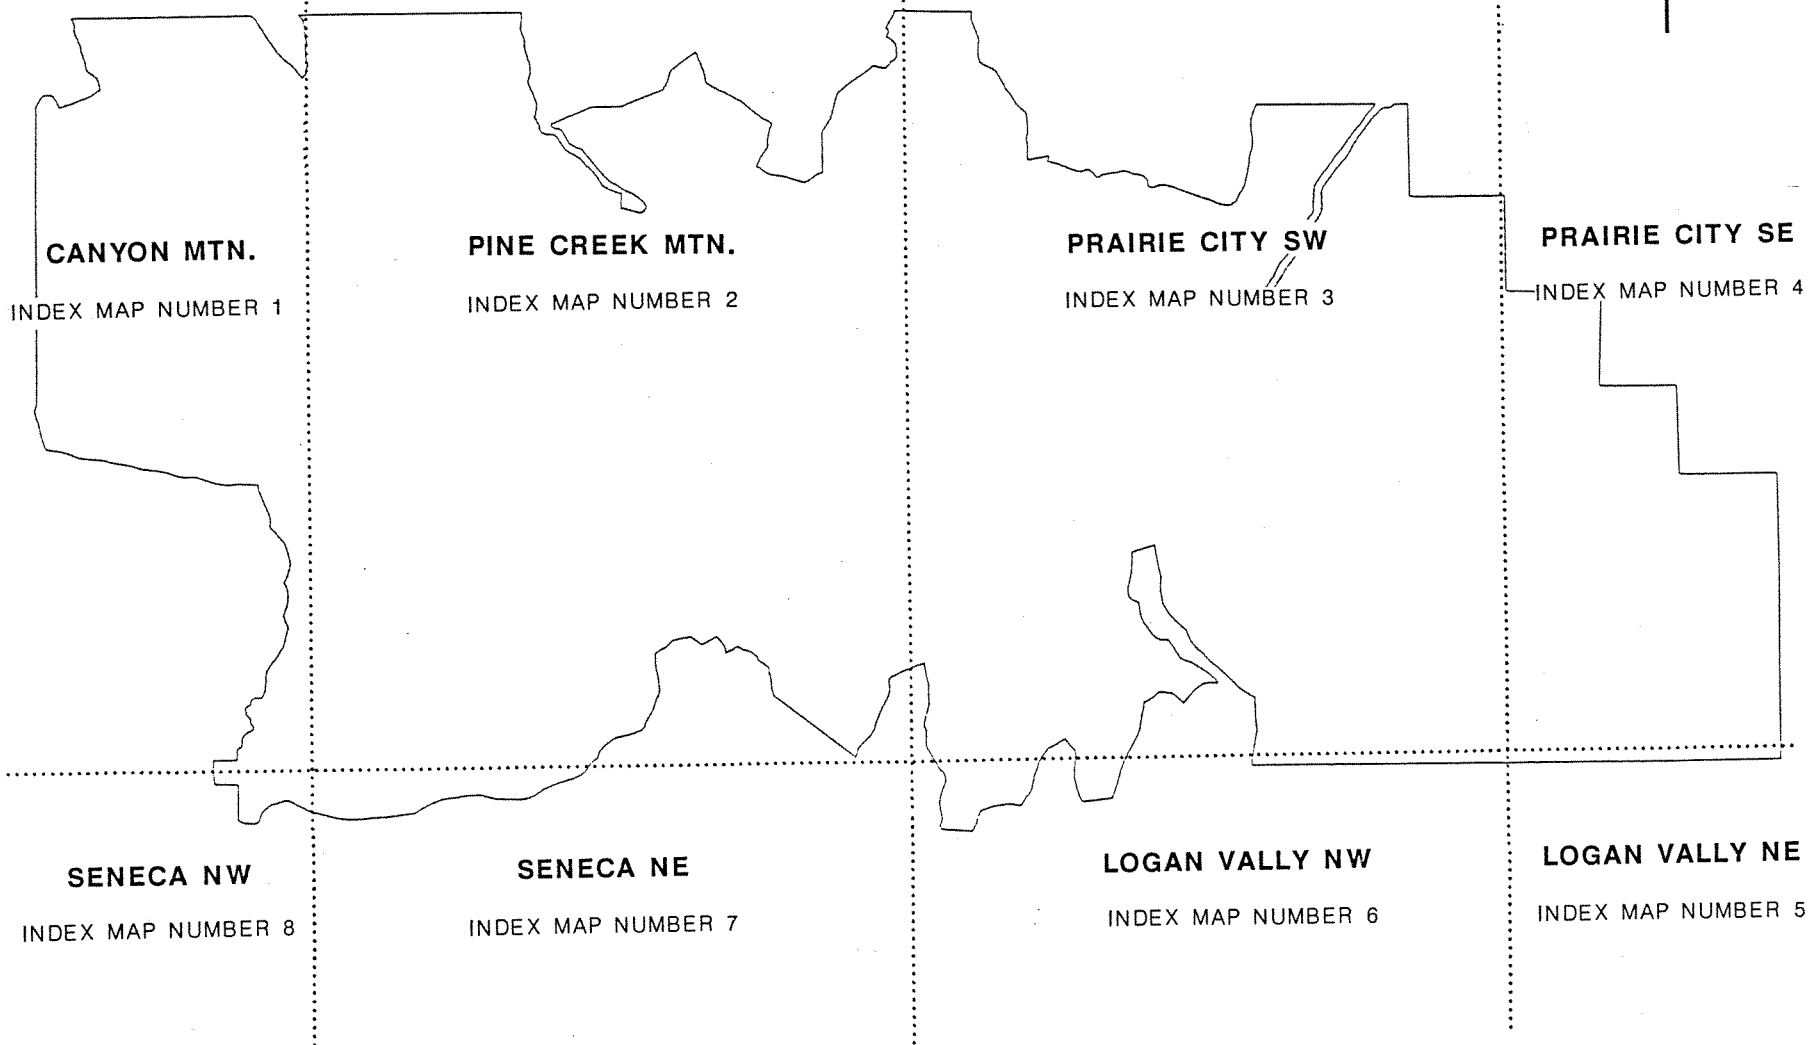 CANYON MTN.
INDEX MAP NUMBER 1
PINE CREEK MTN.
INDEX MAP NUMBER 2
PRAIRIE CITY SW
INDEX MAP NUMBER 3
PRAIRIE CITY SE
INDEX MAP NUMBER 4
SENECA NW
INDEX MAP NUMBER 8
SENECA NE
INDEX MAP NUMBER 7
LOGAN VALLY NW
INDEX MAP NUMBER 6
LOGAN VALLY NE
INDEX MAP NUMBER 5